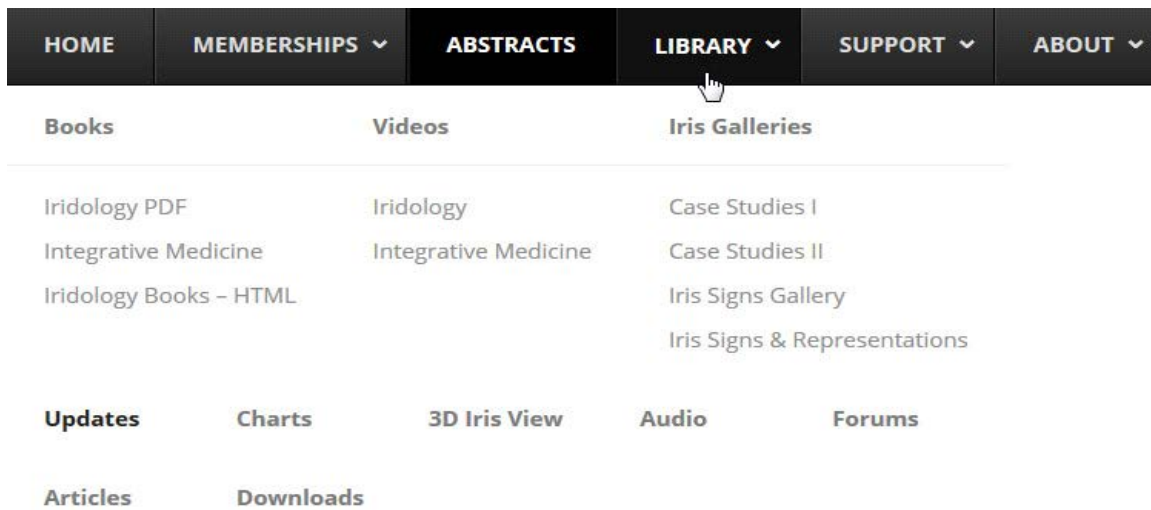 HOME MEMBERSHIPS ABSTRACTS LIBRARY SUPPORT ABOUT
Books Videos Iris Galleries
Iridology PDF Iridology Case Studies I
Integrative Medicine Integrative Medicine Case Studies II
Iridology Books – HTML Iris Signs Gallery
Iris Signs & Representations
Updates Charts 3D Iris View Audio Forums
Articles Downloads